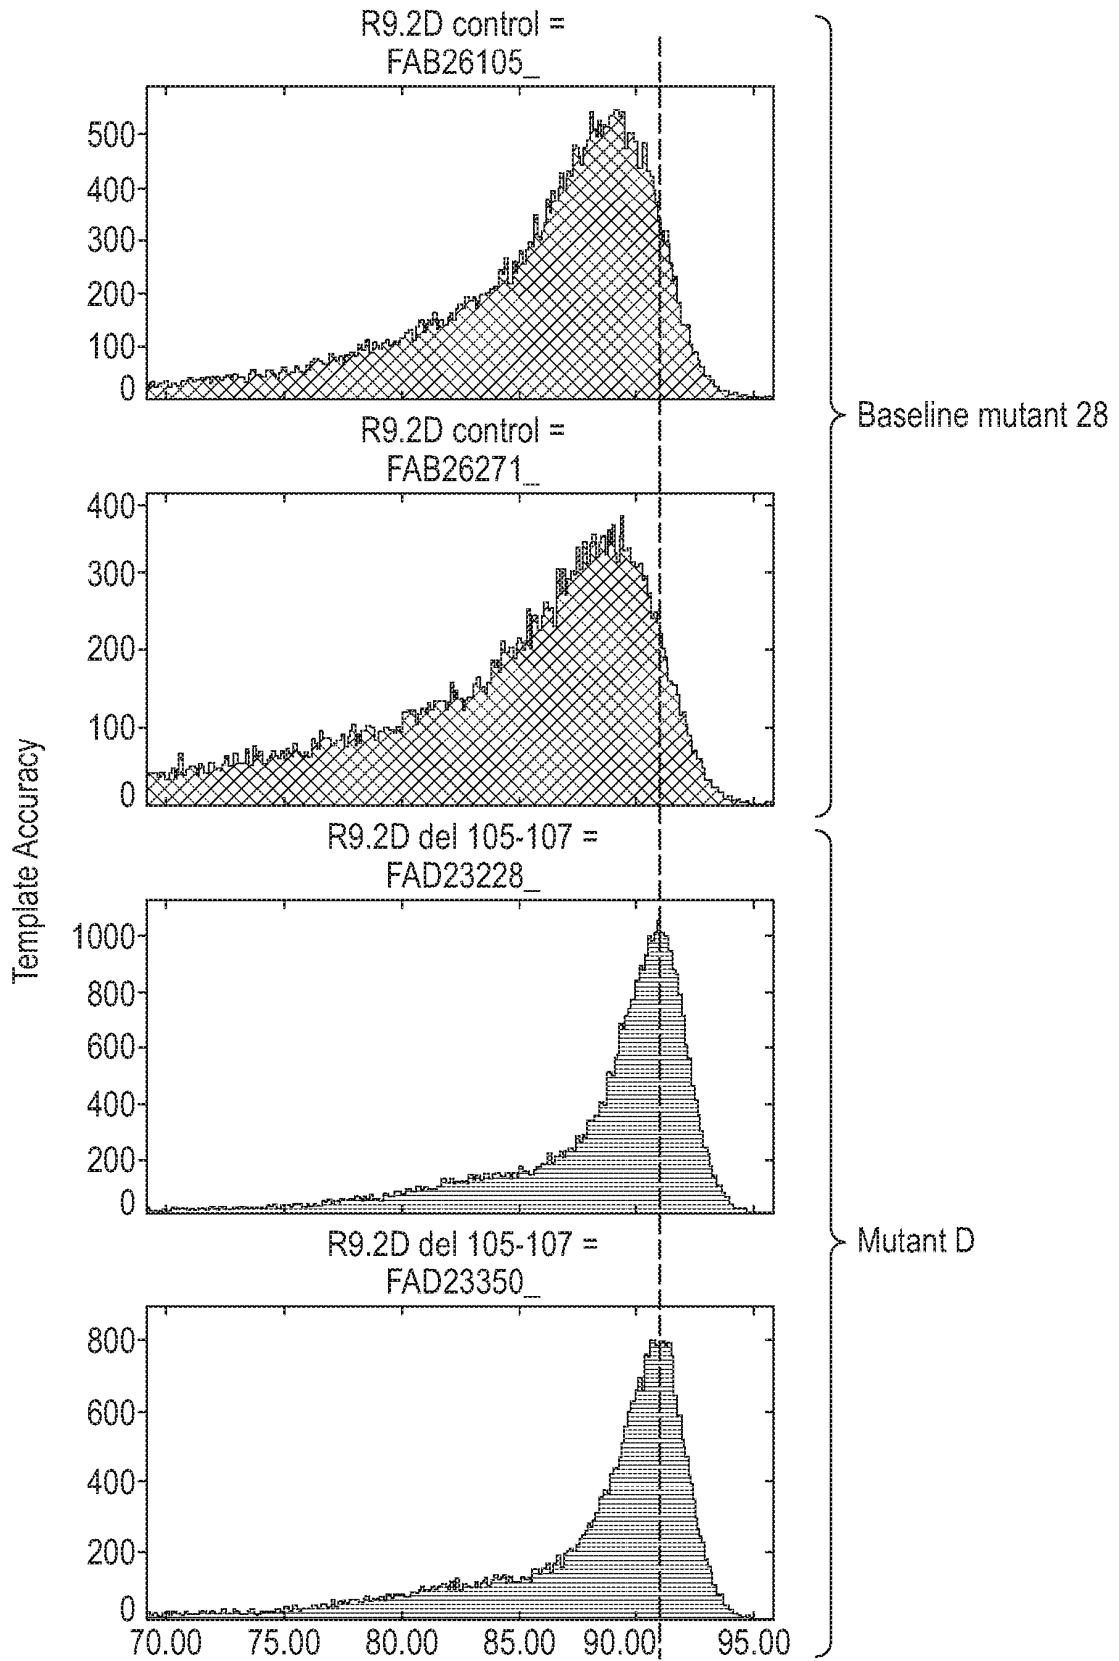 R9.2D control =
FAB26105_
500
400
300
200
100
0
R9.2D control =
FAB26271_
400
300
200
100
0
Baseline mutant 28
Template Accuracy
R9.2D del 105-107 =
FAD23228_
1000
800
600
400
200
0
R9.2D del 105-107 =
FAD23350_
800
600
400
200
0
70.00 75.00 80.00 85.00 90.00 95.00
Mutant D